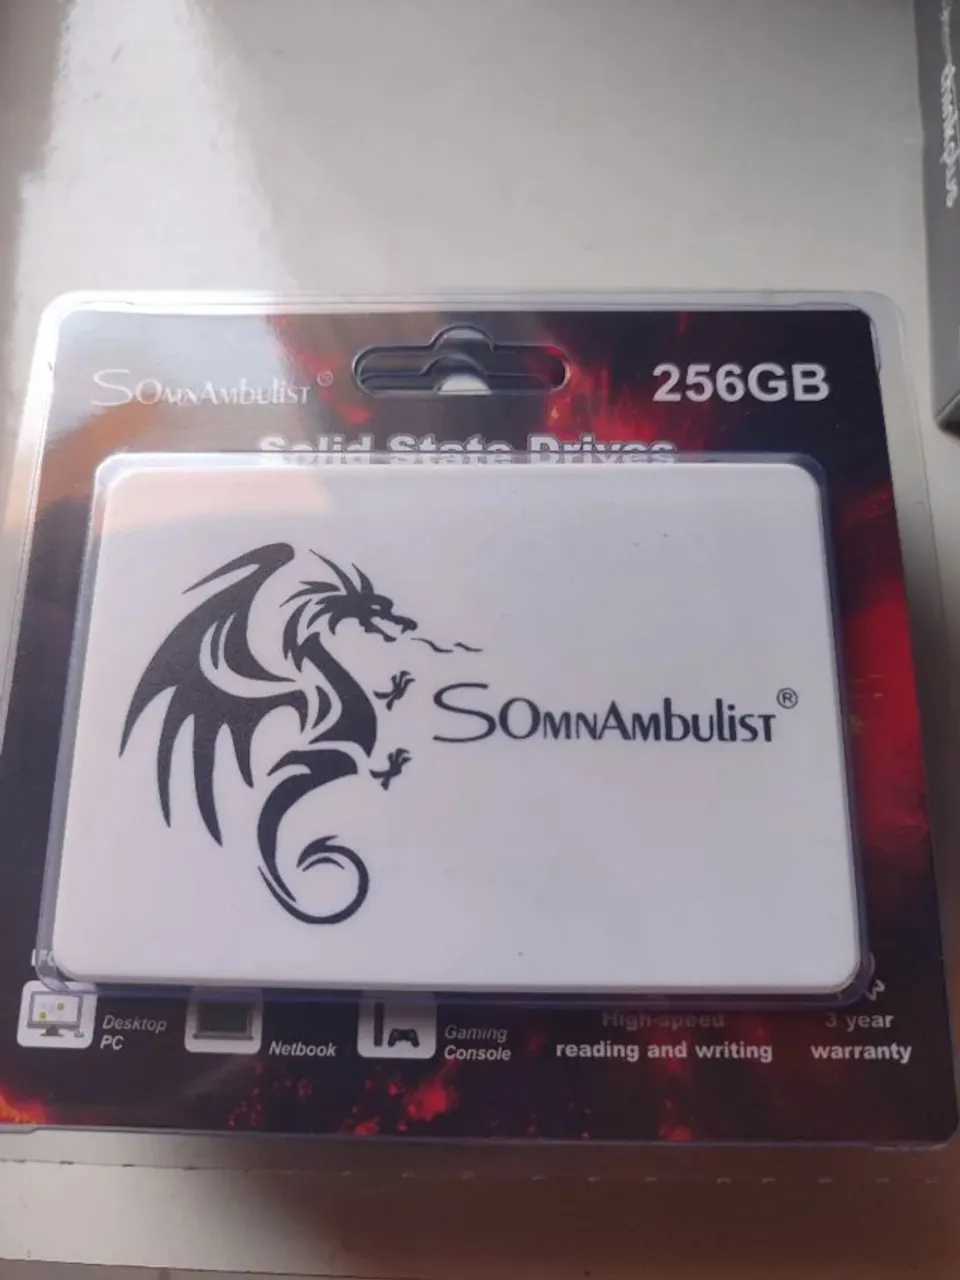 SOMNAMBULIST®
256GB
Solid State Drives
SOMNAMBULIST®
Desktop
PC
Netbook
Gaming
Console
High-speed
reading and writing
3 year
warranty